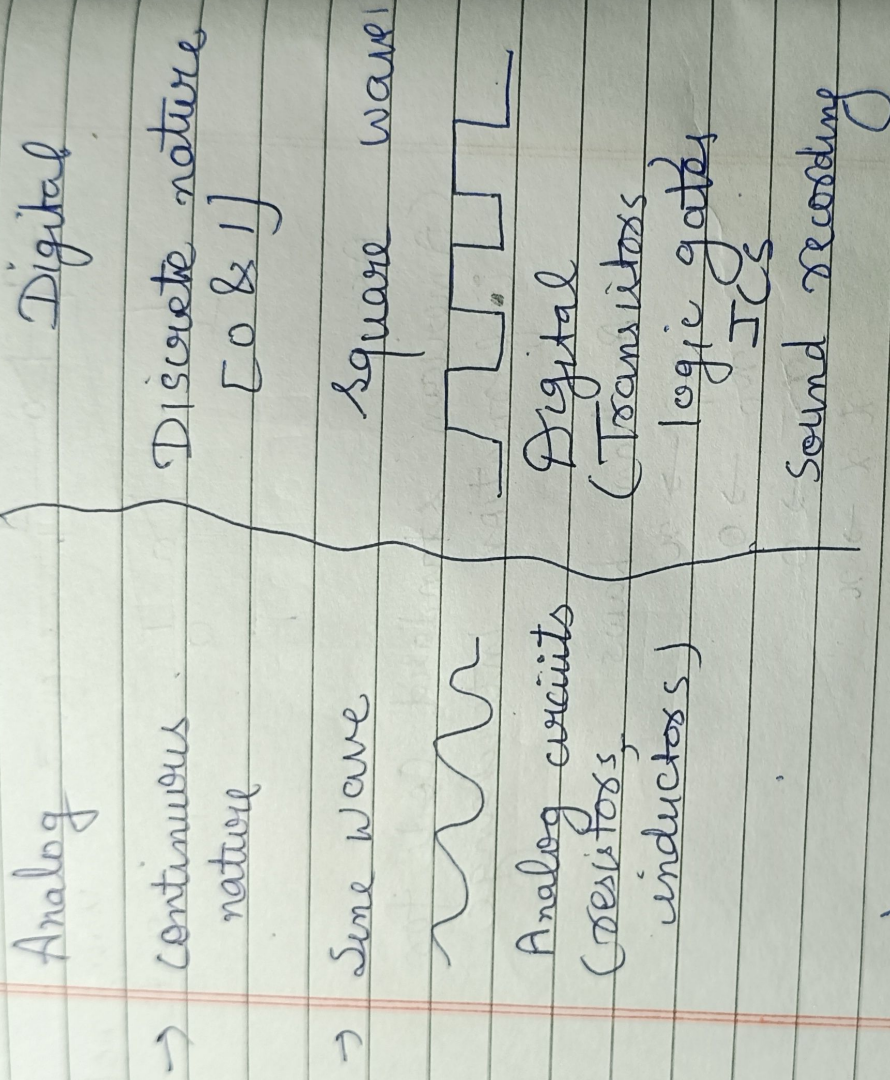 Analog Digital
→ continuous Discrete nature
nature [0 & 1]
→ Sine wave square wave
Analog circuits Digital
(resistors, (Transistors
inductors) logic gates)
ICS
Sound recording